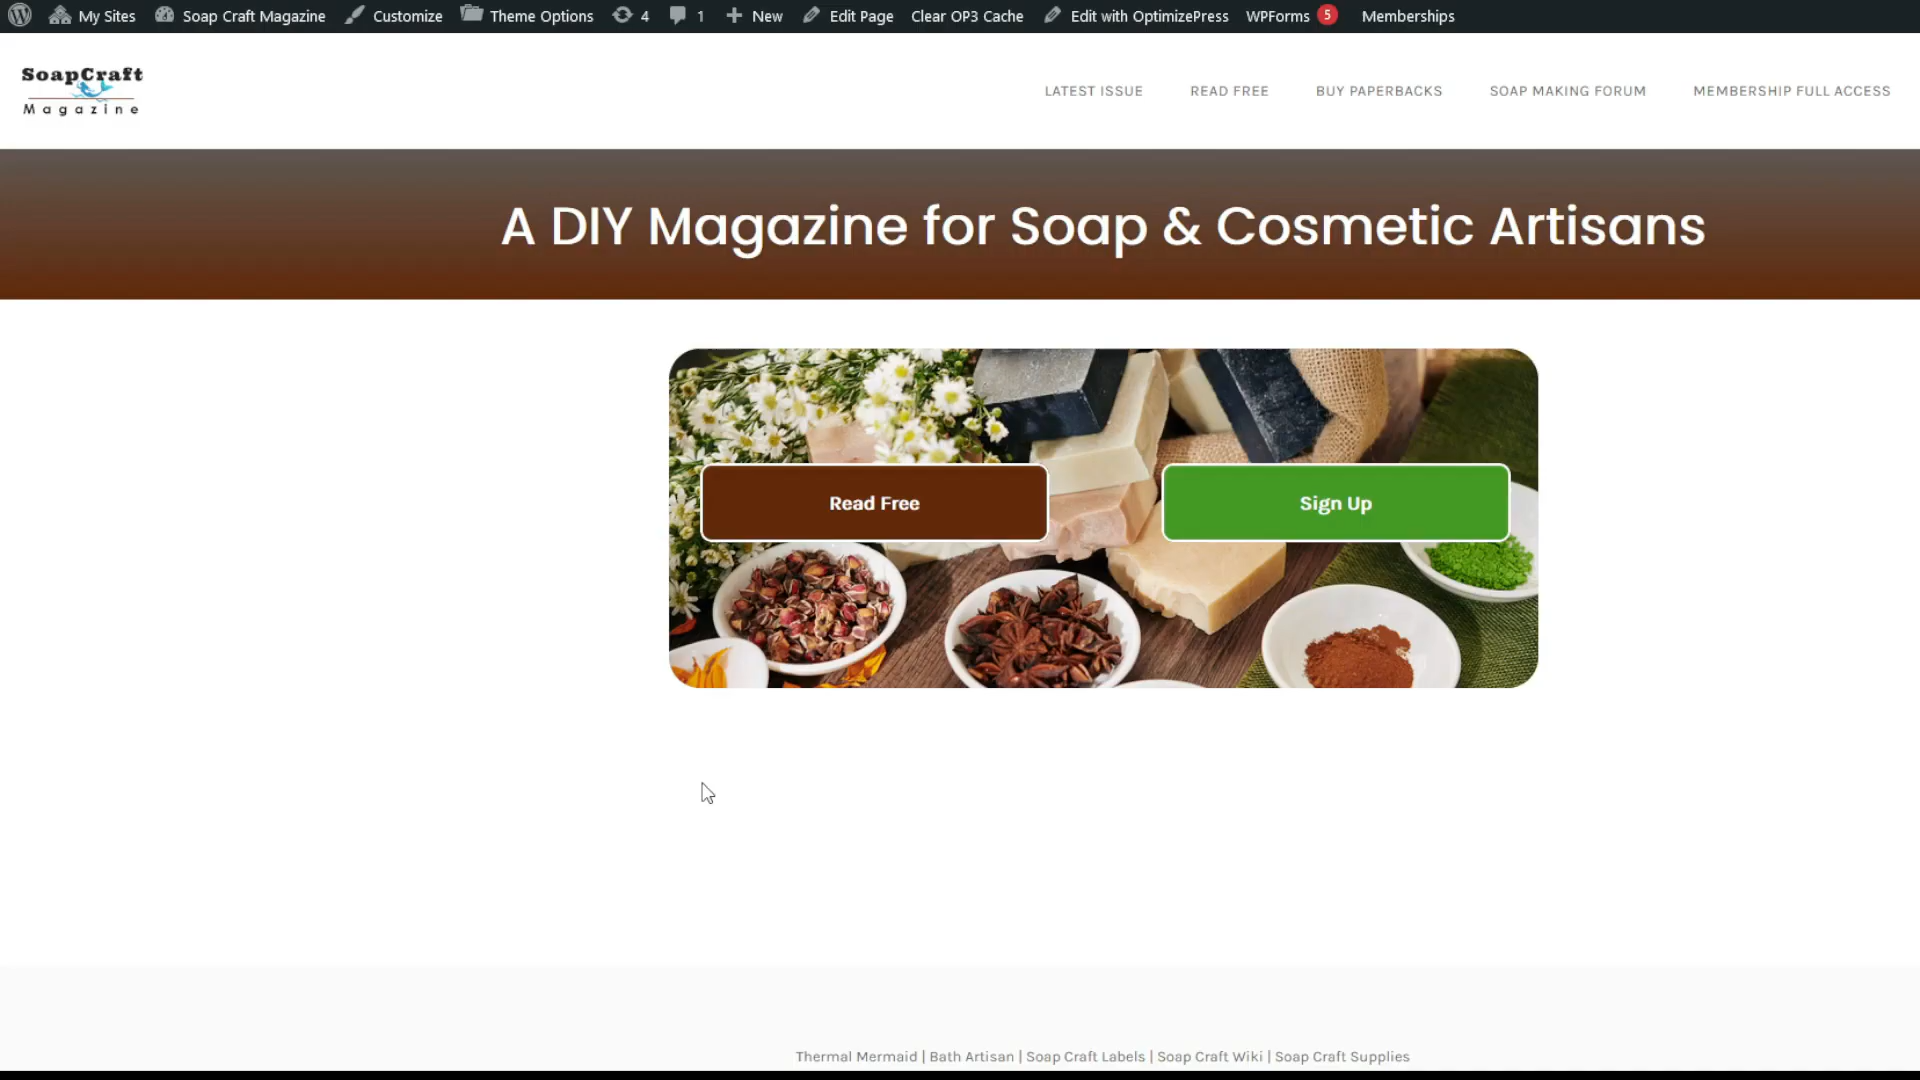 My Sites Soap Craft Magazine Customize Theme Options 4 1 New Edit Page Clear OP3 Cache Edit with OptimizePress WPForms 5 Memberships
SoapCraft
Magazine
LATEST ISSUE READ FREE BUY PAPERBACKS SOAP MAKING FORUM MEMBERSHIP FULL ACCESS
A DIY Magazine for Soap & Cosmetic Artisans
Read Free Sign Up
Thermal Mermaid | Bath Artisan | Soap Craft Labels | Soap Craft Wiki | Soap Craft Supplies